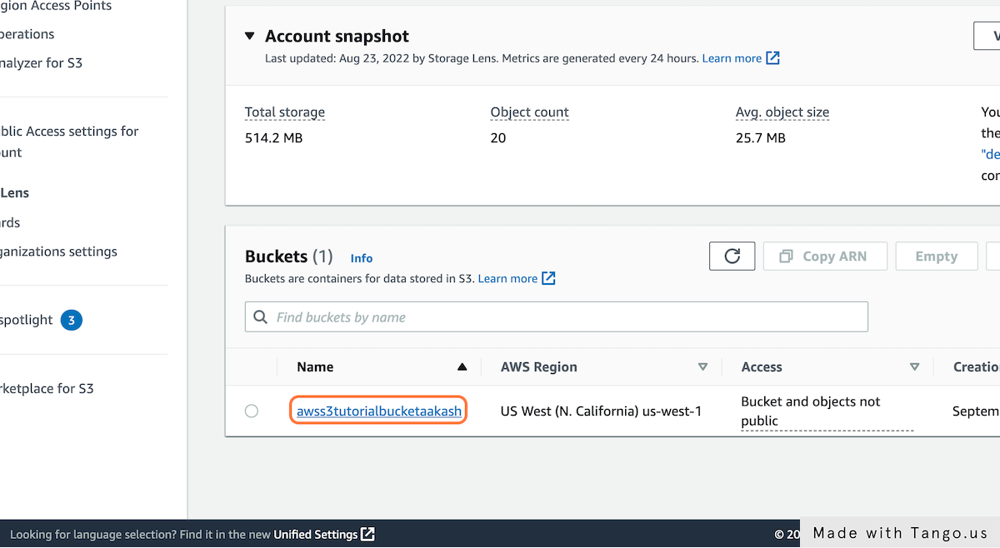 gion Access Points
perations
nalyzer for S3
blic Access settings for
ount
Lens
rds
ganizations settings
spotlight 3
rketplace for S3
Account snapshot
Last updated: Aug 23, 2022 by Storage Lens. Metrics are generated every 24 hours. Learn more
Total storage Object count Avg. object size
514.2 MB 20 25.7 MB
You
the
"de
con
Buckets (1) Info
Buckets are containers for data stored in S3. Learn more
Copy ARN Empty
Find buckets by name
Name AWS Region Access Creatio
awss3tutorialbucketaakash US West (N. California) us-west-1 Bucket and objects not
public
Septem
Looking for language selection? Find it in the new Unified Settings
© 20
Made with Tango.us